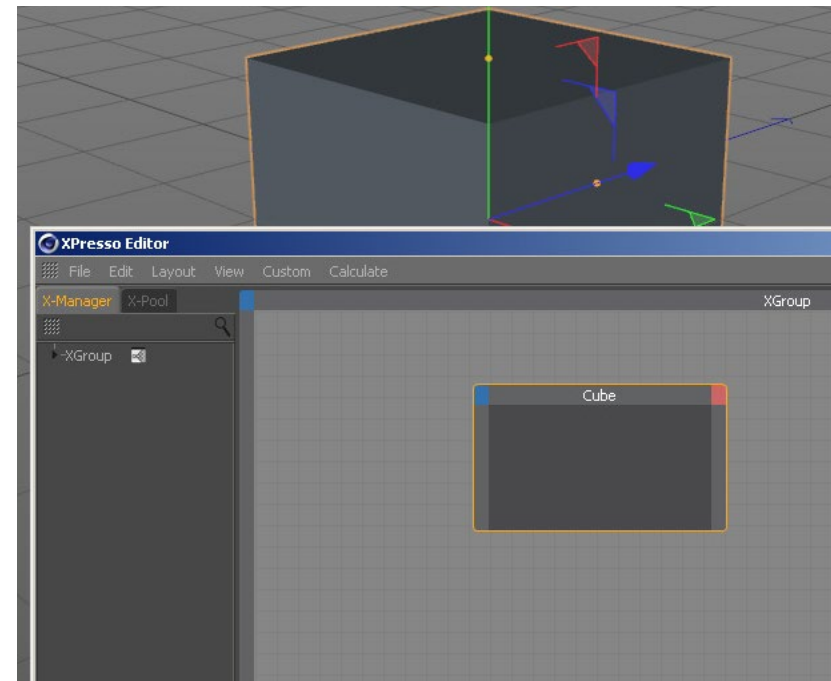 XPresso Editor
File Edit Layout View Custom Calculate
X-Manager X-Pool
XGroup
XGroup
Cube